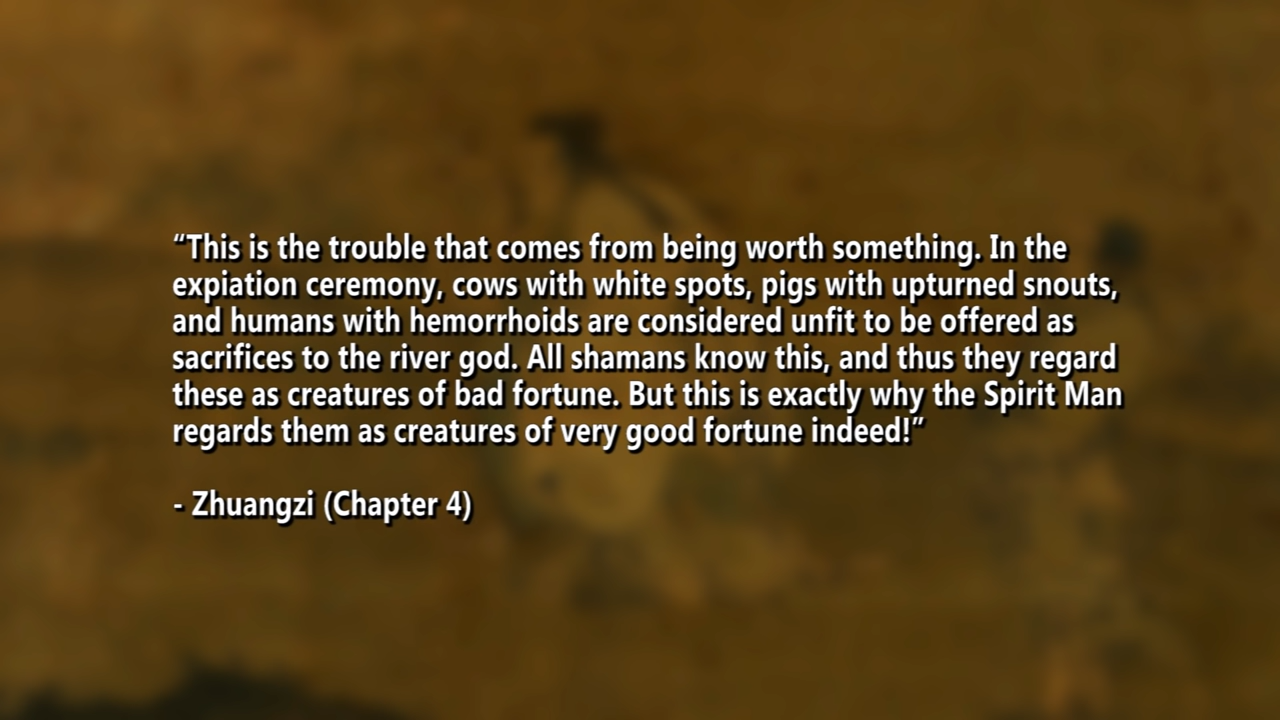 “This is the trouble that comes from being worth something. In the
expiation ceremony, cows with white spots, pigs with upturned snouts,
and humans with hemorrhoids are considered unfit to be offered as
sacrifices to the river god. All shamans know this, and thus they regard
these as creatures of bad fortune. But this is exactly why the Spirit Man
regards them as creatures of very good fortune indeed!”
- Zhuangzi (Chapter 4)